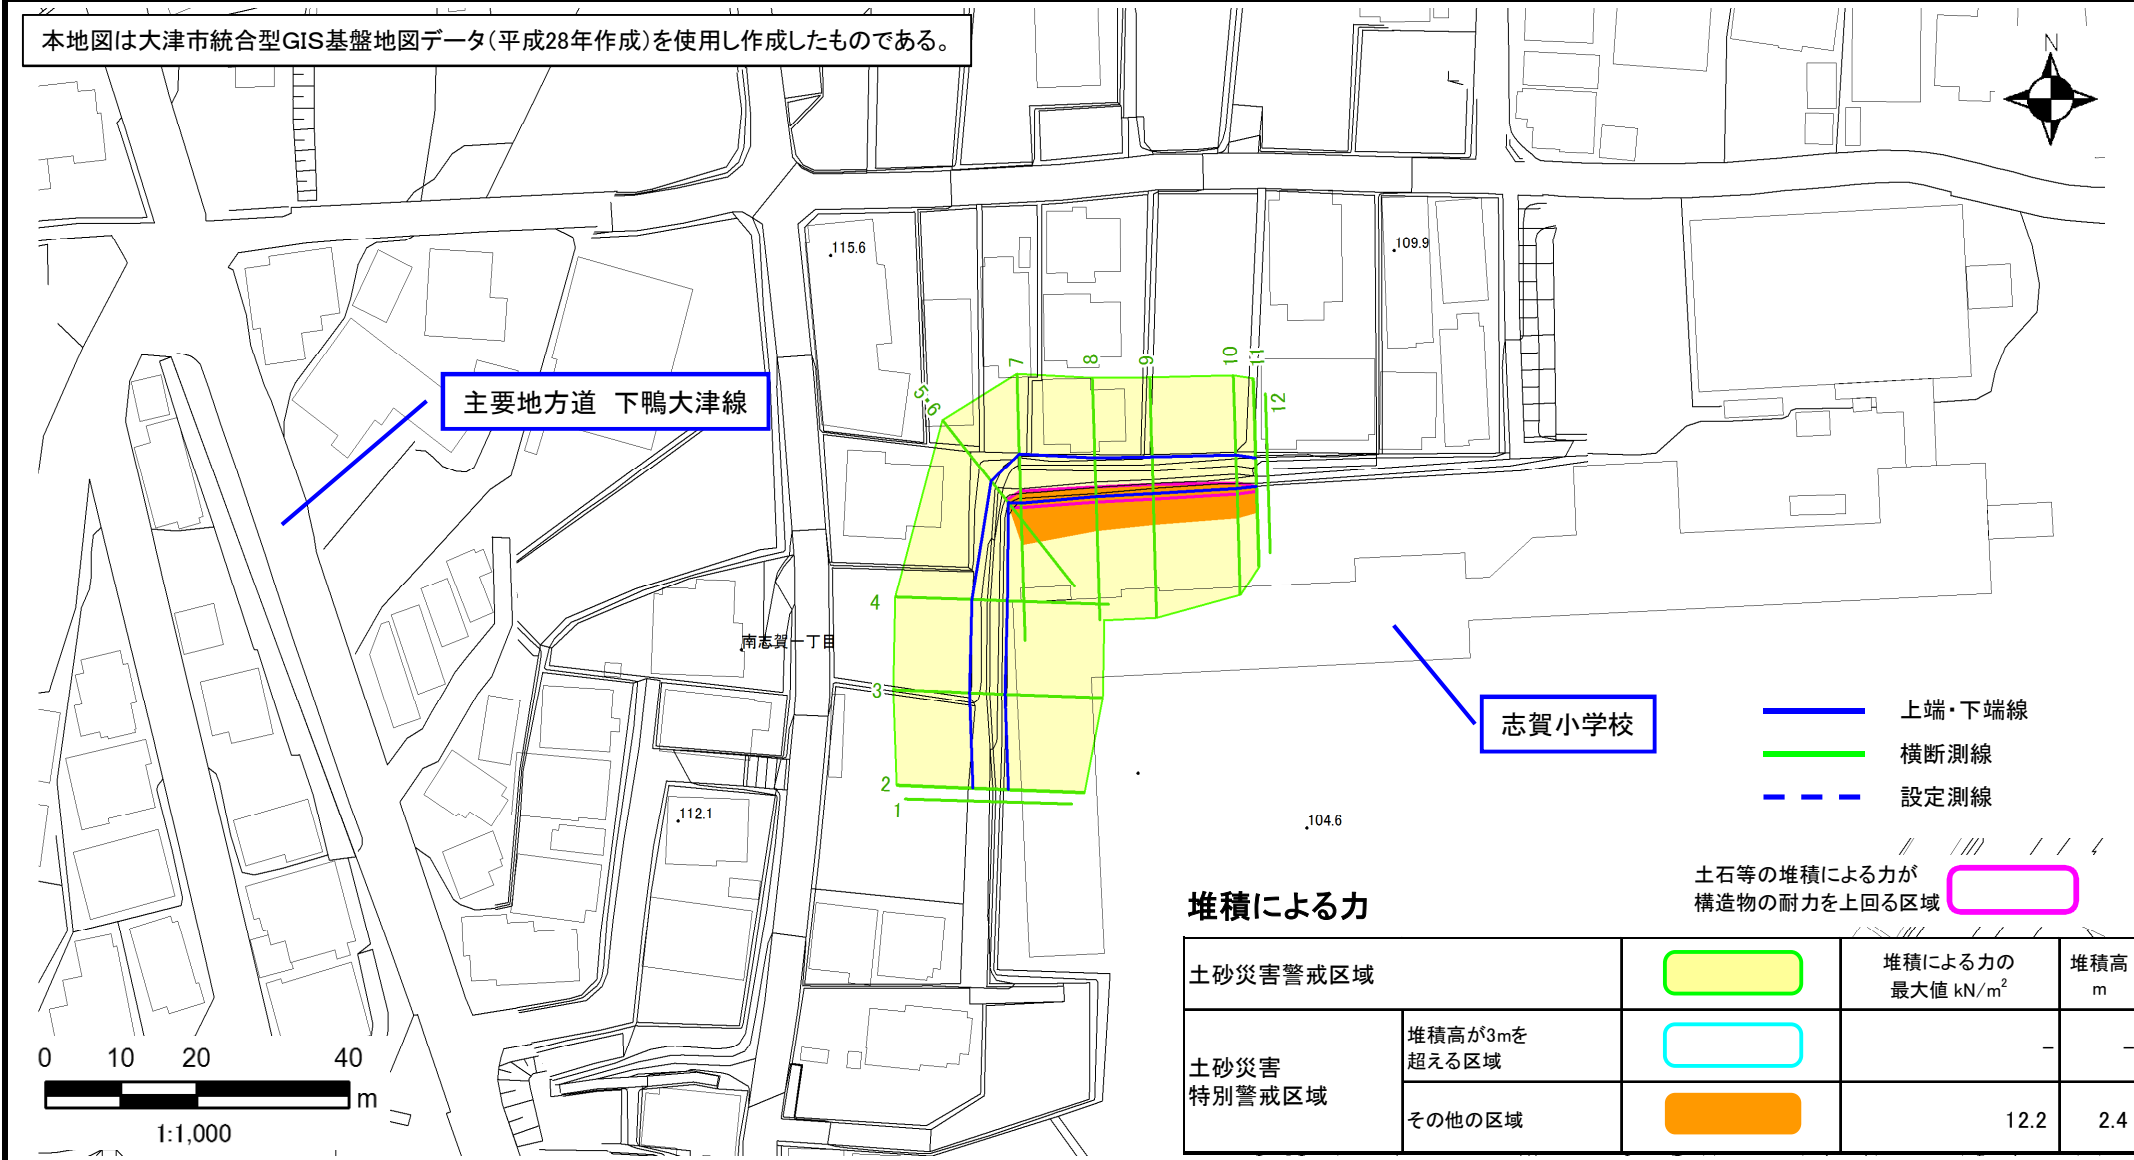 本地図は大津市統合型GIS基盤地図データ(平成28年作成)を使用し作成したものである。
N
115.6
109.9
主要地方道　下鴨大津線
5・6
7
8
9
10
11
12
4
南志賀一丁目
3
2
1
112.1
104.6
志賀小学校
上端・下端線
横断測線
設定測線
土石等の堆積による力が
構造物の耐力を上回る区域
堆積による力
土砂災害警戒区域
堆積による力の
最大値 kN/m²
堆積高
m
土砂災害
特別警戒区域
堆積高が3mを
超える区域
－
－
その他の区域
12.2
2.4
0 10 20 40
m
1:1,000